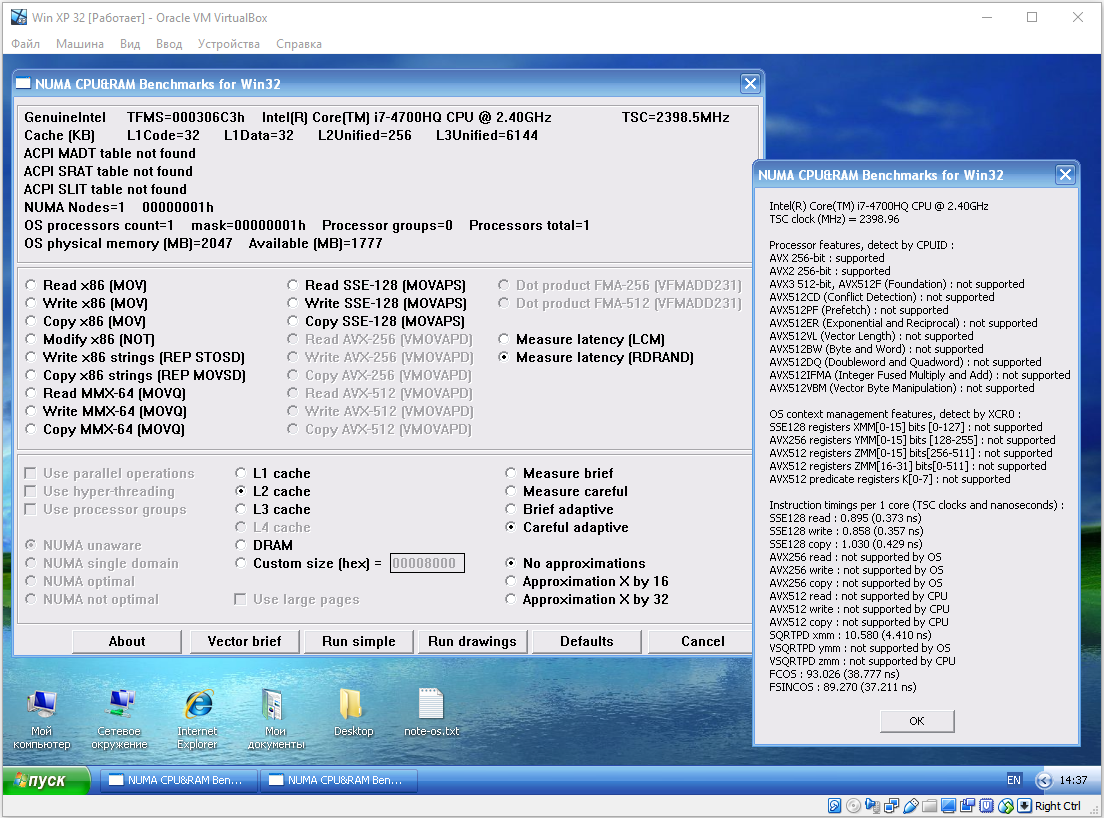 Win XP 32 [Работает] - Oracle VM VirtualBox
Файл Машина Вид Ввод Устройства Справка
NUMA CPU&RAM Benchmarks for Win32
GenuineIntel TFMS=000306C3h Intel(R) Core(TM) i7-4700HQ CPU @ 2.40GHz TSC=2398.5MHz
Cache (KB) L1Code=32 L1Data=32 L2Unified=256 L3Unified=6144
ACPI MADT table not found
ACPI SRAT table not found
ACPI SLIT table not found
NUMA Nodes=1 00000001h
OS processors count=1 mask=00000001h Processor groups=0 Processors total=1
OS physical memory (MB)=2047 Available (MB)=1777
Read x86 (MOV)
Write x86 (MOV)
Copy x86 (MOV)
Modify x86 (NOT)
Write x86 strings (REP STOSD)
Copy x86 strings (REP MOVSD)
Read MMX-64 (MOVQ)
Write MMX-64 (MOVQ)
Copy MMX-64 (MOVQ)
Read SSE-128 (MOVAPS)
Write SSE-128 (MOVAPS)
Copy SSE-128 (MOVAPS)
Read AVX-256 (VMOVAPD)
Write AVX-256 (VMOVAPD)
Copy AVX-256 (VMOVAPD)
Read AVX-512 (VMOVAPD)
Write AVX-512 (VMOVAPD)
Copy AVX-512 (VMOVAPD)
Dot product FMA-256 (VFMADD231)
Dot product FMA-512 (VFMADD231)
Measure latency (LCM)
Measure latency (RDRAND)
Use parallel operations
Use hyper-threading
Use processor groups
NUMA unaware
NUMA single domain
NUMA optimal
NUMA not optimal
L1 cache
L2 cache
L3 cache
L4 cache
DRAM
Custom size (hex) = 00008000
Use large pages
Measure brief
Measure careful
Brief adaptive
Careful adaptive
No approximations
Approximation X by 16
Approximation X by 32
About Vector brief Run simple Run drawings Defaults Cancel
NUMA CPU&RAM Benchmarks for Win32
Intel(R) Core(TM) i7-4700HQ CPU @ 2.40GHz
TSC clock (MHz) = 2398.96
Processor features, detect by CPUID :
AVX 256-bit : supported
AVX2 256-bit : supported
AVX3 512-bit, AVX512F (Foundation) : not supported
AVX512CD (Conflict Detection) : not supported
AVX512PF (Prefetch) : not supported
AVX512ER (Exponential and Reciprocal) : not supported
AVX512VL (Vector Length) : not supported
AVX512BW (Byte and Word) : not supported
AVX512DQ (Doubleword and Quadword) : not supported
AVX512IFMA (Integer Fused Multiply and Add) : not supported
AVX512VBM (Vector Byte Manipulation) : not supported
OS context management features, detect by XCR0 :
SSE128 registers XMM[0-15] bits [0-127] : not supported
AVX256 registers YMM[0-15] bits [128-255] : not supported
AVX512 registers ZMM[0-15] bits[256-511] : not supported
AVX512 registers ZMM[16-31] bits[0-511] : not supported
AVX512 predicate registers K[0-7] : not supported
Instruction timings per 1 core (TSC clocks and nanoseconds) :
SSE128 read : 0.895 (0.373 ns)
SSE128 write : 0.858 (0.357 ns)
SSE128 copy : 1.030 (0.429 ns)
AVX256 read : not supported by OS
AVX256 write : not supported by OS
AVX256 copy : not supported by OS
AVX512 read : not supported by CPU
AVX512 write : not supported by CPU
AVX512 copy : not supported by CPU
SQRTPD xmm : 10.580 (4.410 ns)
VSQRTPD ymm : not supported by OS
VSQRTPD zmm : not supported by CPU
FCOS : 93.026 (38.777 ns)
FSINCOS : 89.270 (37.211 ns)
OK
Мой компьютер
Сетевое окружение
Internet Explorer
Мои документы
Desktop
note-os.txt
пуск
NUMA CPU&RAM Ben...
NUMA CPU&RAM Ben...
EN
14:37
Right Ctrl